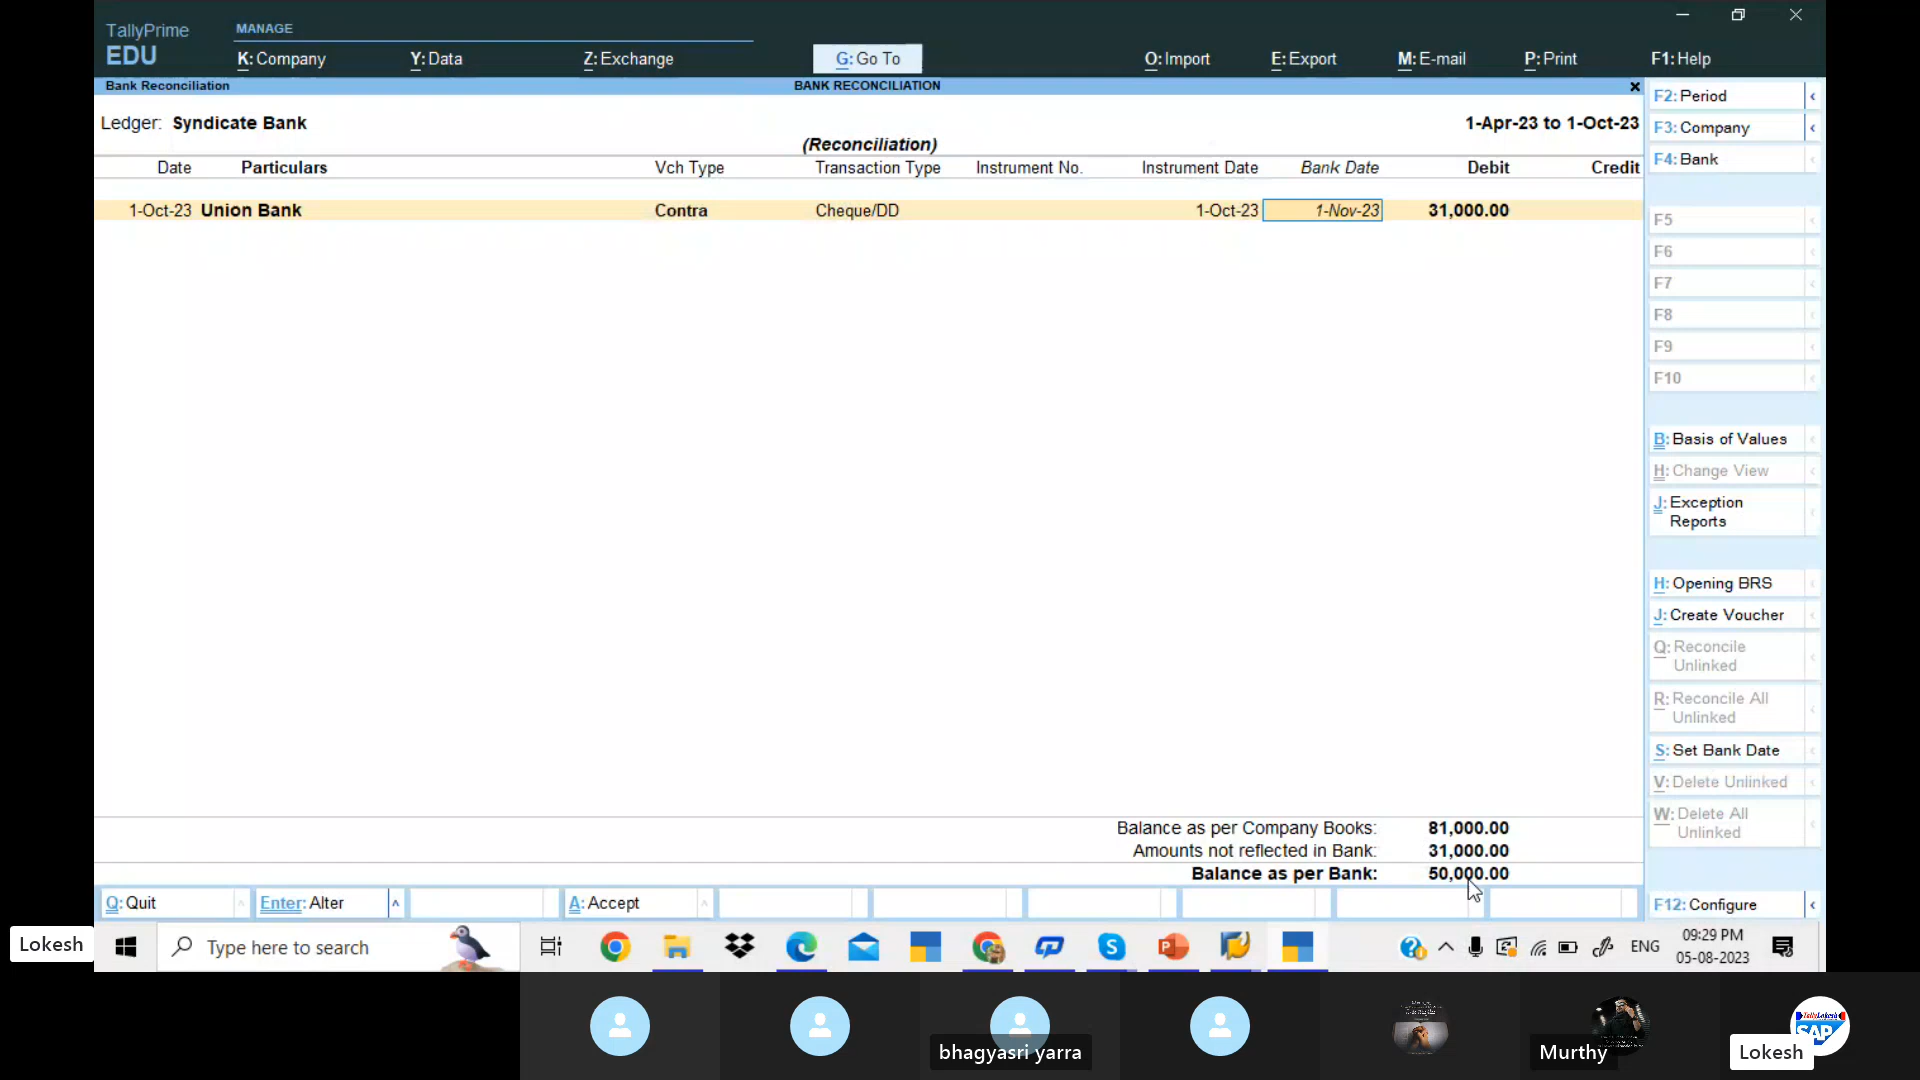 TallyPrime
EDU
MANAGE
K: Company
Y: Data
Z: Exchange
G: Go To
O: Import
E: Export
M: E-mail
P: Print
F1: Help
Bank Reconciliation
BANK RECONCILIATION
Ledger: Syndicate Bank
1-Apr-23 to 1-Oct-23
(Reconciliation)
Date Particulars Vch Type Transaction Type Instrument No. Instrument Date Bank Date Debit Credit
1-Oct-23 Union Bank Contra Cheque/DD 1-Oct-23 1-Nov-23 31,000.00
Balance as per Company Books: 81,000.00
Amounts not reflected in Bank: 31,000.00
Balance as per Bank: 50,000.00
F2: Period
F3: Company
F4: Bank
F5
F6
F7
F8
F9
F10
B: Basis of Values
H: Change View
J: Exception
Reports
H: Opening BRS
J: Create Voucher
Q: Reconcile
Unlinked
R: Reconcile All
Unlinked
S: Set Bank Date
V: Delete Unlinked
W: Delete All
Unlinked
F12: Configure
Q: Quit
Enter: Alter
A: Accept
Lokesh
Type here to search
ENG
09:29 PM
05-08-2023
bhagyasri yarra
Murthy
TallyLokesh
SAP
Lokesh